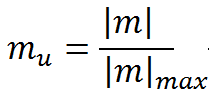 m_u = |m| / |m|_max